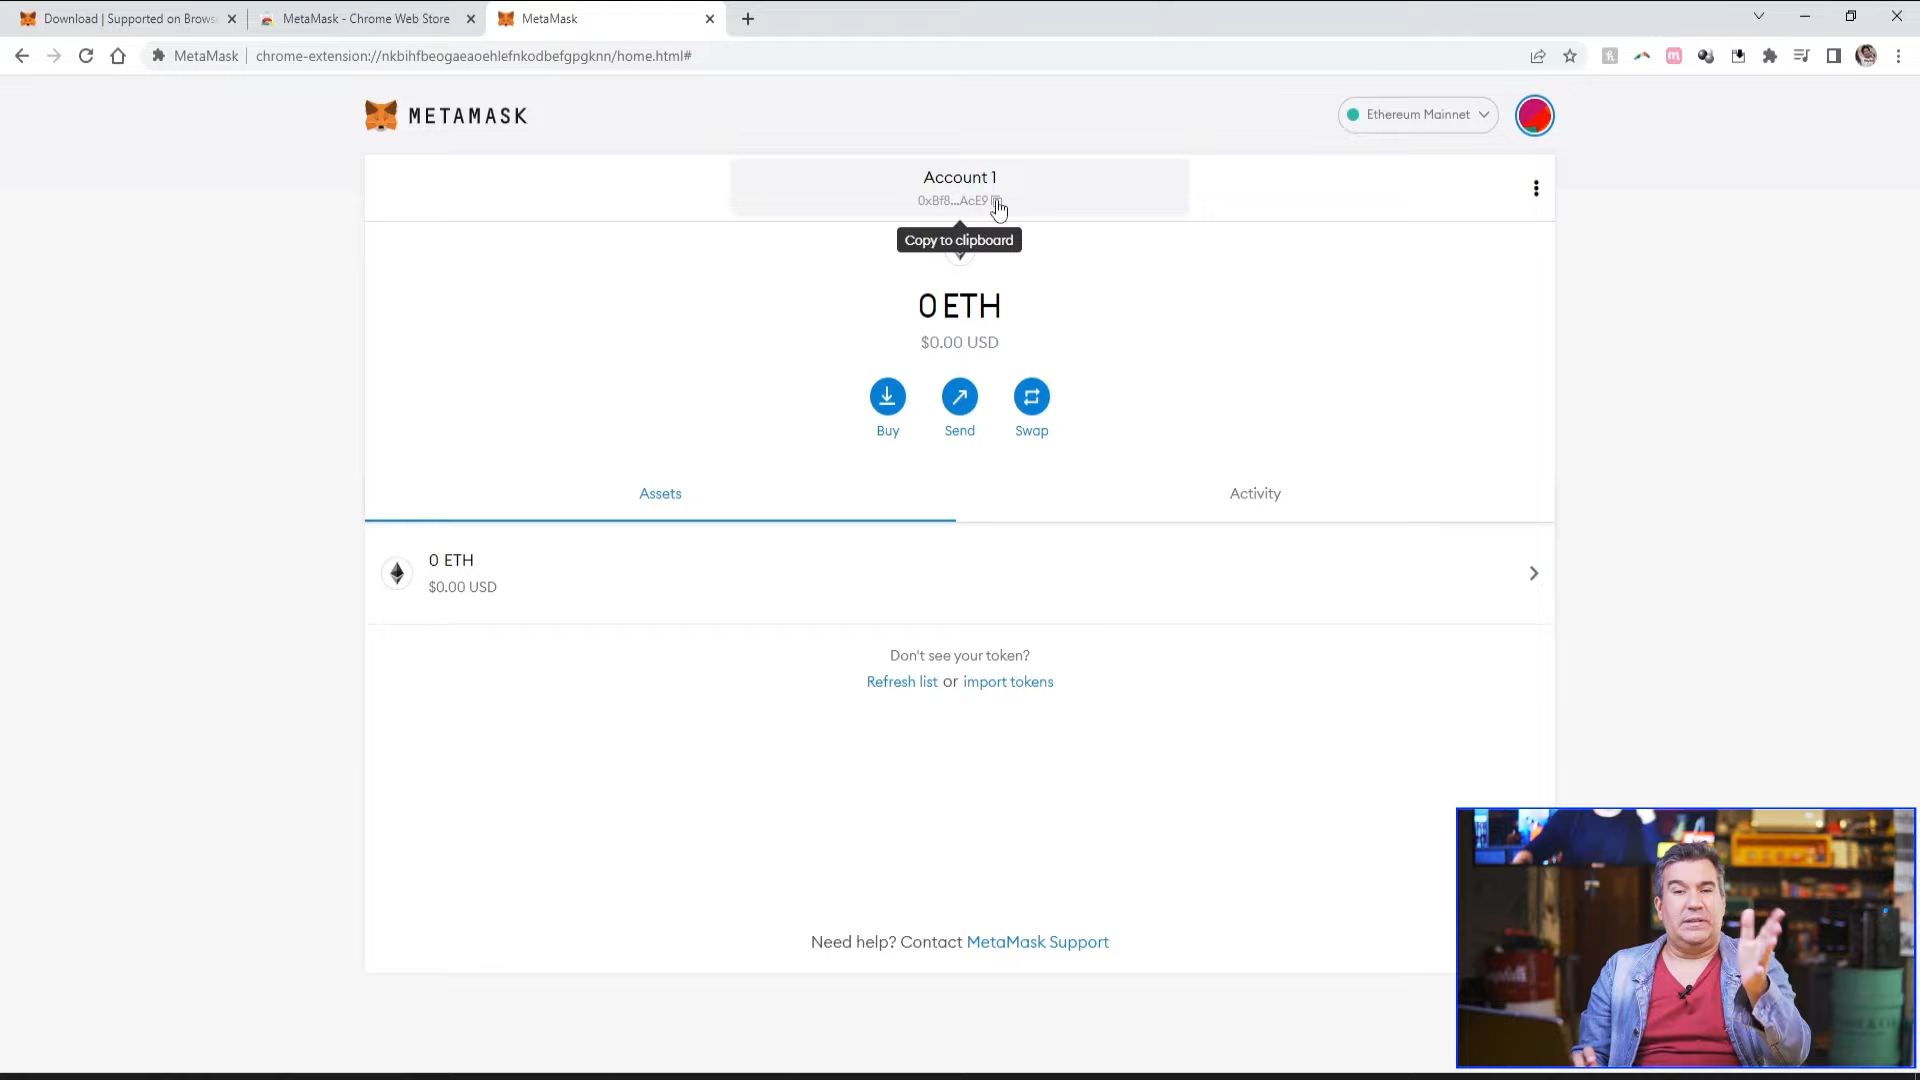 Download | Supported on Brows
MetaMask - Chrome Web Store
MetaMask
MetaMask
chrome-extension://nkbihfbeogaeaoehlefnkodbefgpgknn/home.html#
METAMASK
Ethereum Mainnet
Account 1
0xBf8...AcE9
Copy to clipboard
0 ETH
$0.00 USD
Buy
Send
Swap
Assets
Activity
0 ETH
$0.00 USD
Don't see your token?
Refresh list or import tokens
Need help? Contact MetaMask Support